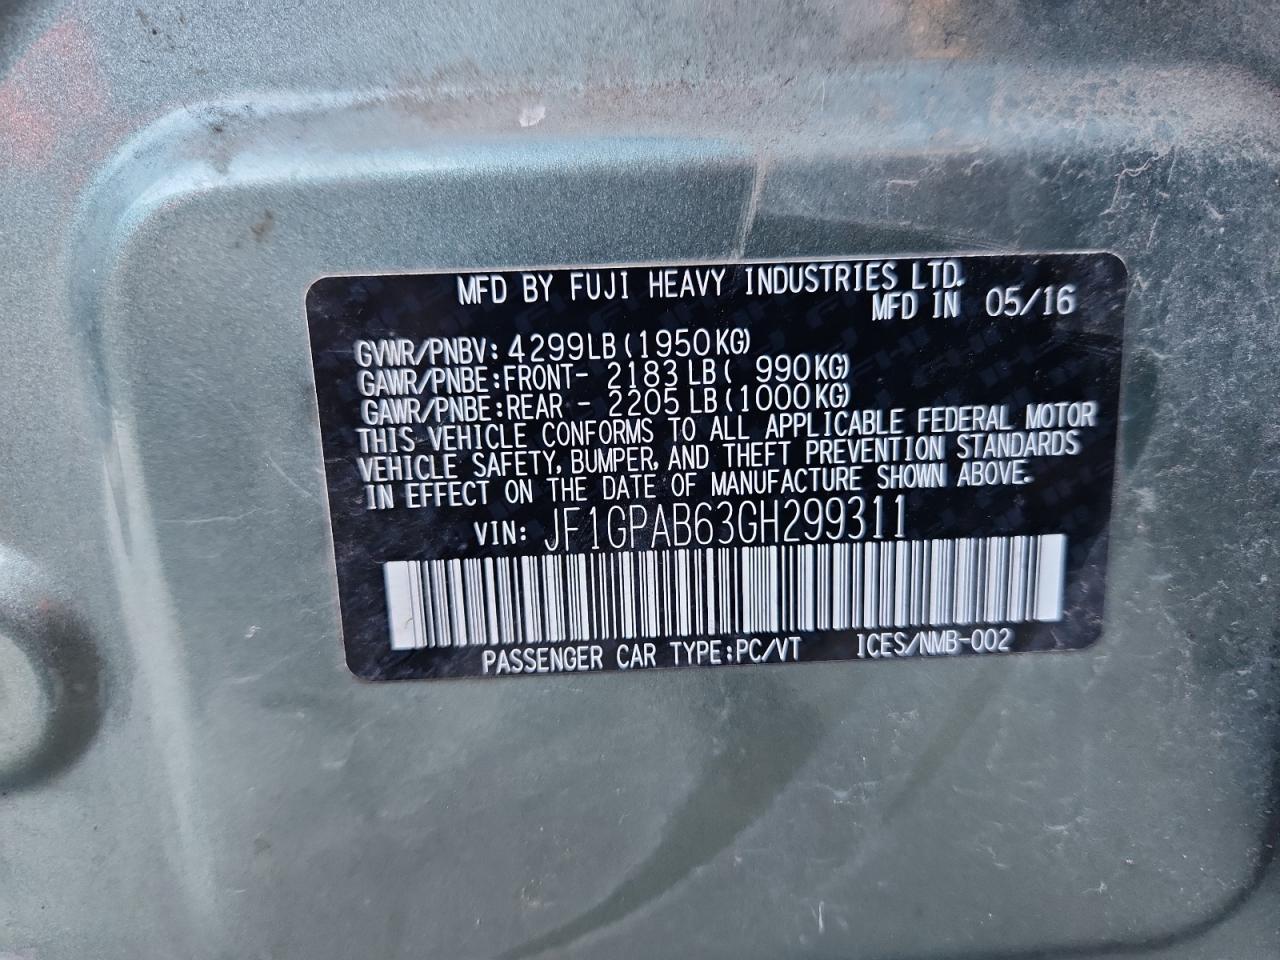 MFD BY FUJI HEAVY INDUSTRIES LTD.
MFD IN 05/16
GVWR/PNBV: 4299LB (1950KG)
GAWR/PNBE:FRONT- 2183 LB ( 990KG)
GAWR/PNBE:REAR - 2205 LB (1000KG)
THIS VEHICLE CONFORMS TO ALL APPLICABLE FEDERAL MOTOR
VEHICLE SAFETY, BUMPER, AND THEFT PREVENTION STANDARDS
IN EFFECT ON THE DATE OF MANUFACTURE SHOWN ABOVE.
VIN: JF1GPAB63GH299311
PASSENGER CAR TYPE:PC/VT ICES/NMB-002